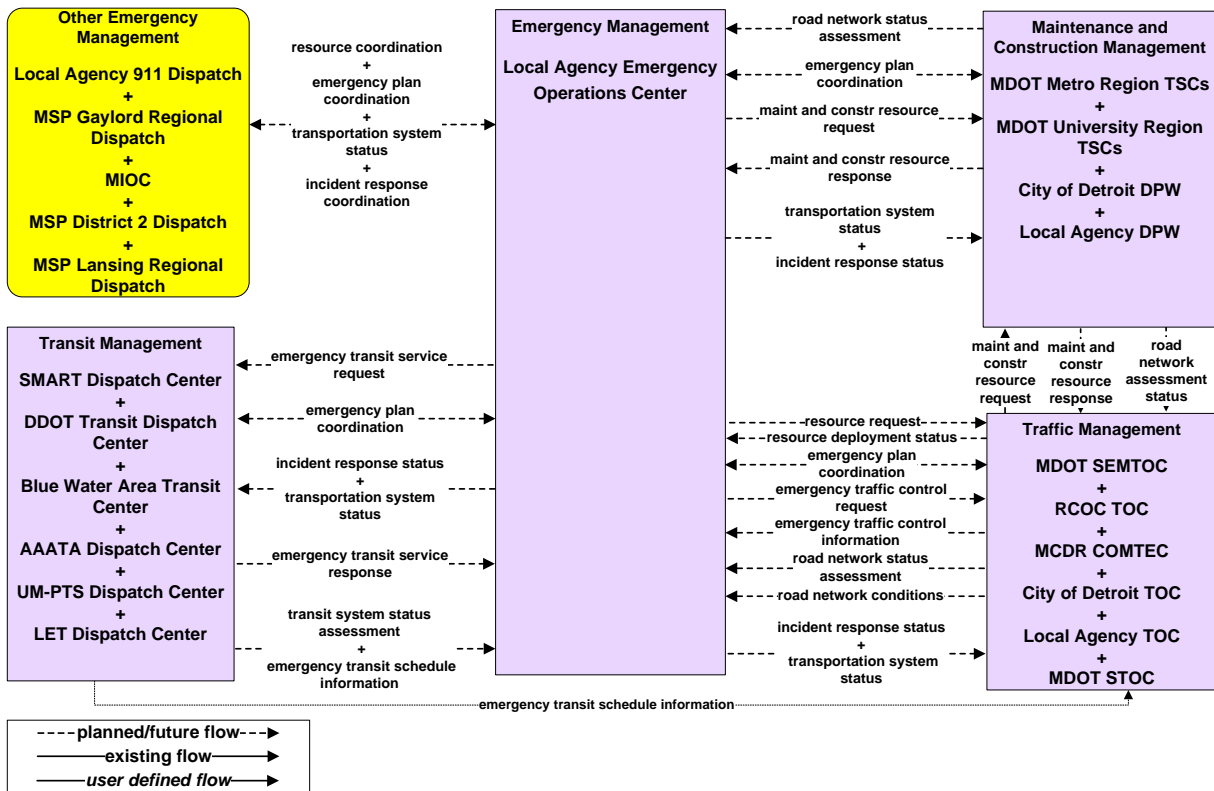 Other Emergency
Management
Local Agency 911 Dispatch
+
MSP Gaylord Regional
Dispatch
+
MIOC
+
MSP District 2 Dispatch
+
MSP Lansing Regional
Dispatch
resource coordination
+
emergency plan
coordination
+
transportation system
status
+
incident response
coordination
Emergency Management
Local Agency Emergency
Operations Center
road network status
assessment
emergency plan
coordination
maint and constr resource
request
maint and constr resource
response
transportation system
status
+
incident response status
Maintenance and
Construction Management
MDOT Metro Region TSCs
+
MDOT University Region
TSCs
+
City of Detroit DPW
+
Local Agency DPW
Transit Management
SMART Dispatch Center
+
DDOT Transit Dispatch
Center
+
Blue Water Area Transit
Center
+
AAATA Dispatch Center
+
UM-PTS Dispatch Center
+
LET Dispatch Center
emergency transit service
request
emergency plan
coordination
incident response status
+
transportation system
status
emergency transit service
response
transit system status
assessment
+
emergency transit schedule
information
maint and
constr
resource
request
maint and
constr
resource
response
road
network
assessment
status
resource request
resource deployment status
emergency plan
coordination
emergency traffic control
request
emergency traffic control
information
road network status
assessment
road network conditions
incident response status
+
transportation system
status
Traffic Management
MDOT SEMTOC
+
RCOC TOC
+
MCDR COMTEC
+
City of Detroit TOC
+
Local Agency TOC
+
MDOT STOC
emergency transit schedule information
planned/future flow
existing flow
user defined flow